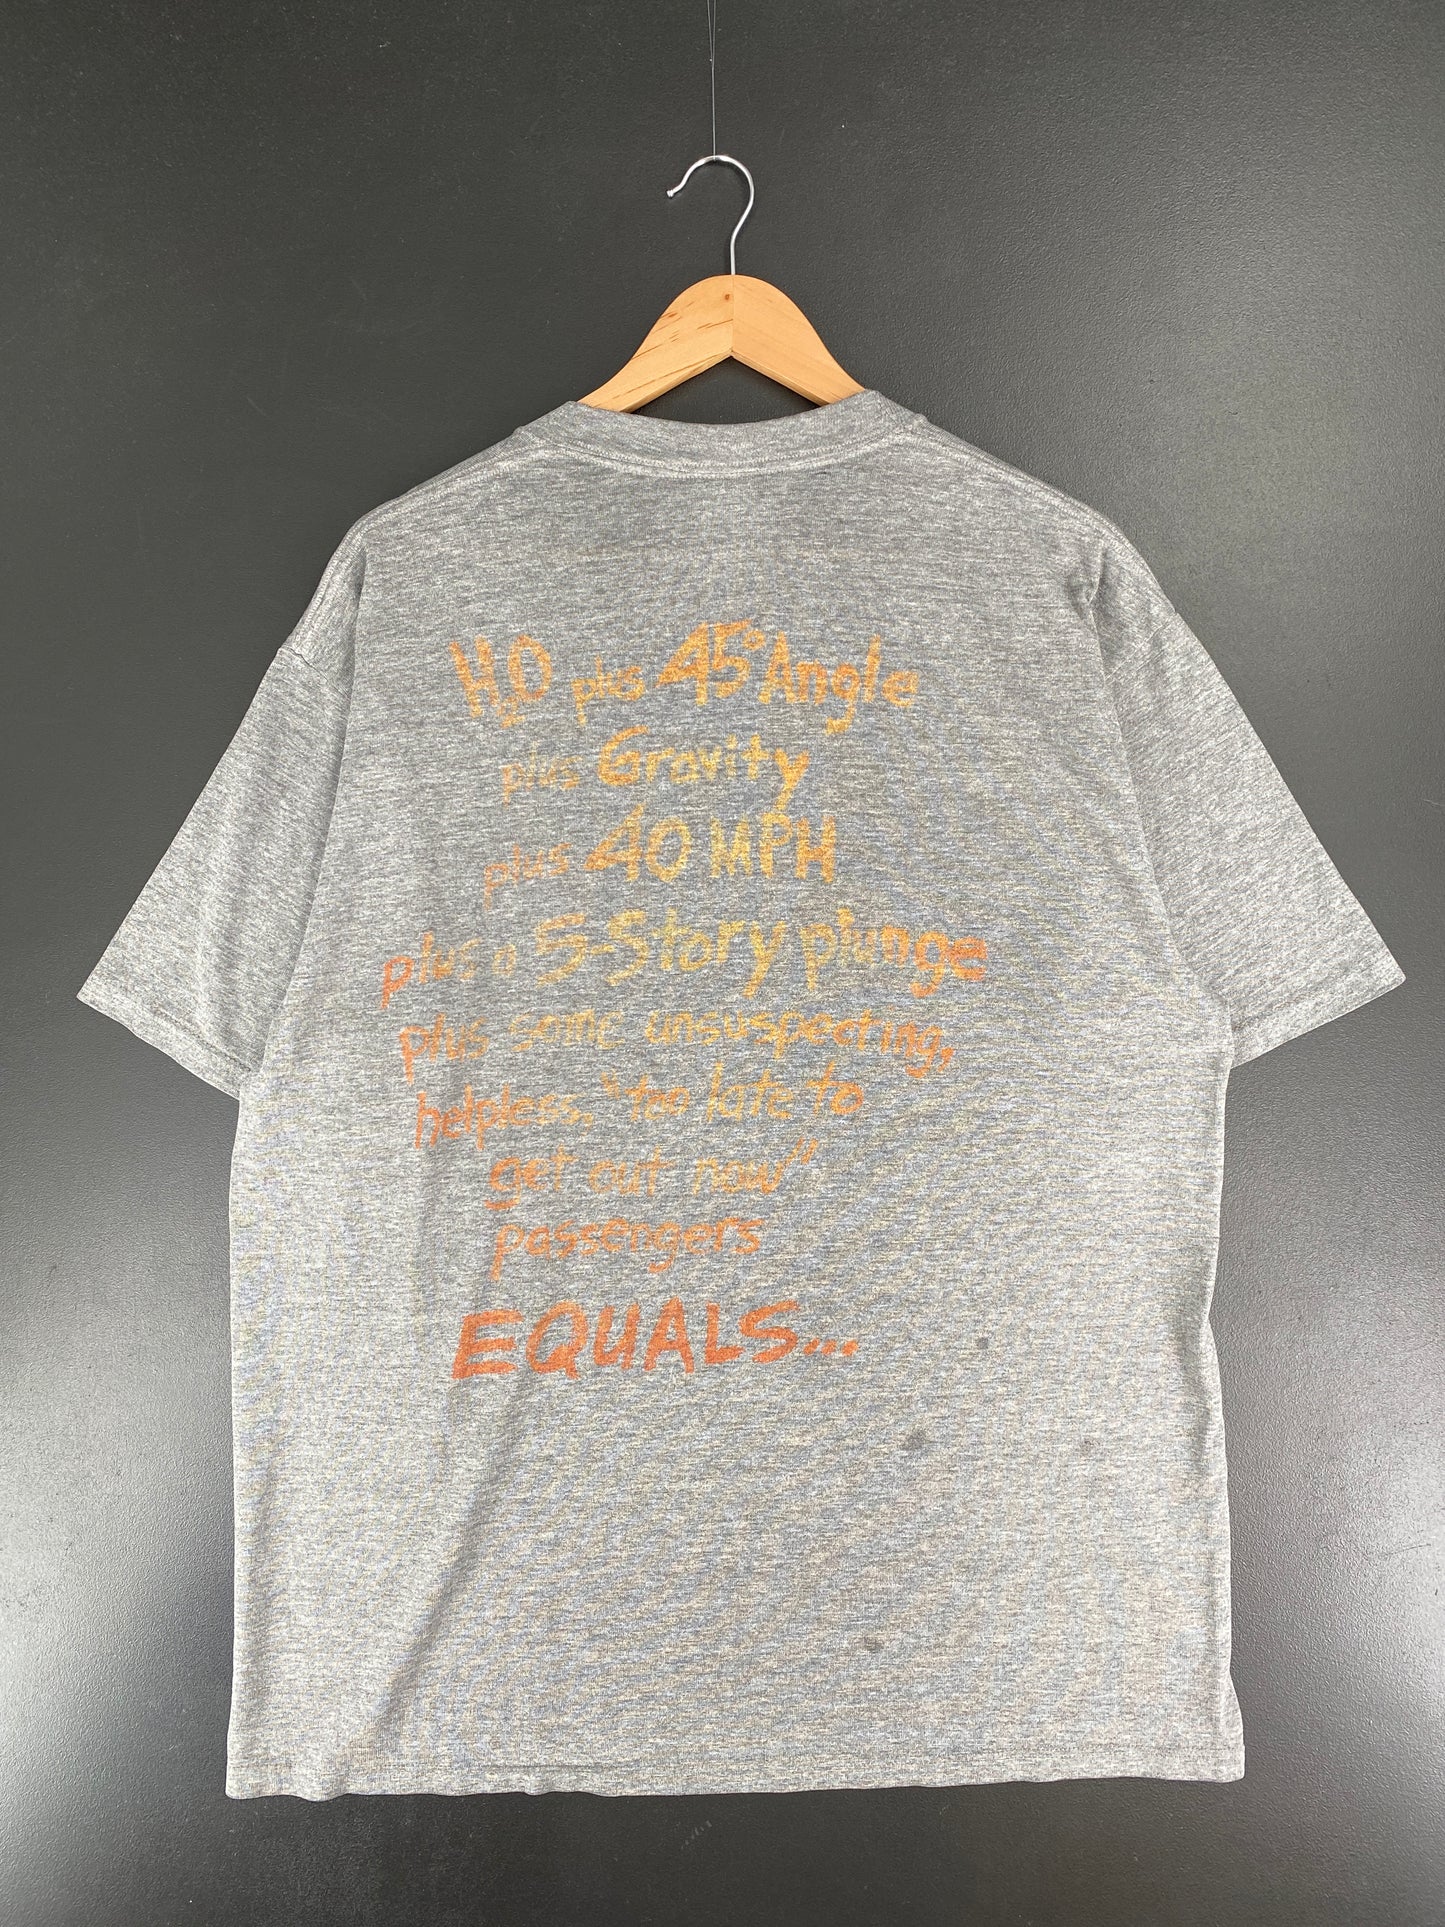 H₂O plus 45° Angle
plus Gravity
plus 40 MPH
plus a 5-Story plunge
plus some unsuspecting,
helpless, "too late to
get out now"
passengers
EQUALS...